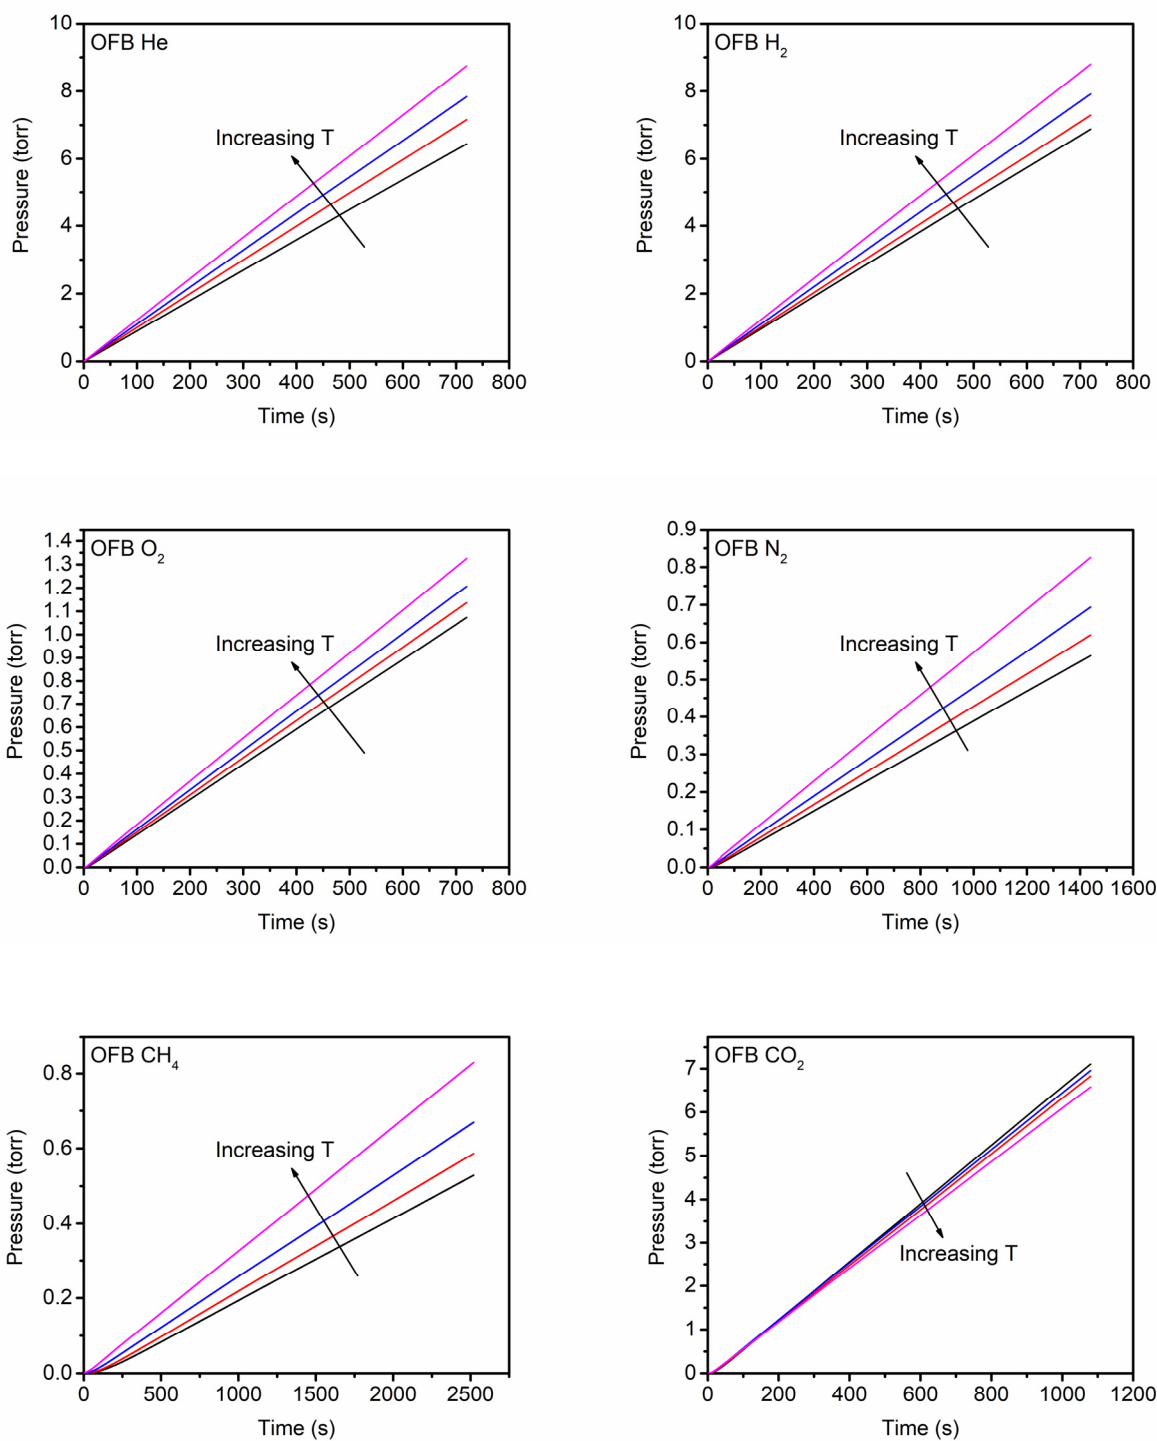 OFB He
Pressure (torr)
10
8
6
4
2
0
Increasing T
0 100 200 300 400 500 600 700 800
Time (s)
OFB H₂
Pressure (torr)
10
8
6
4
2
0
Increasing T
0 100 200 300 400 500 600 700 800
Time (s)
OFB O₂
Pressure (torr)
1.4
1.3
1.2
1.1
1.0
0.9
0.8
0.7
0.6
0.5
0.4
0.3
0.2
0.1
0.0
Increasing T
0 100 200 300 400 500 600 700 800
Time (s)
OFB N₂
Pressure (torr)
0.9
0.8
0.7
0.6
0.5
0.4
0.3
0.2
0.1
0.0
Increasing T
0 200 400 600 800 1000 1200 1400 1600
Time (s)
OFB CH₄
Pressure (torr)
0.8
0.6
0.4
0.2
0.0
Increasing T
0 500 1000 1500 2000 2500
Time (s)
OFB CO₂
Pressure (torr)
7
6
5
4
3
2
1
0
Increasing T
0 200 400 600 800 1000 1200
Time (s)